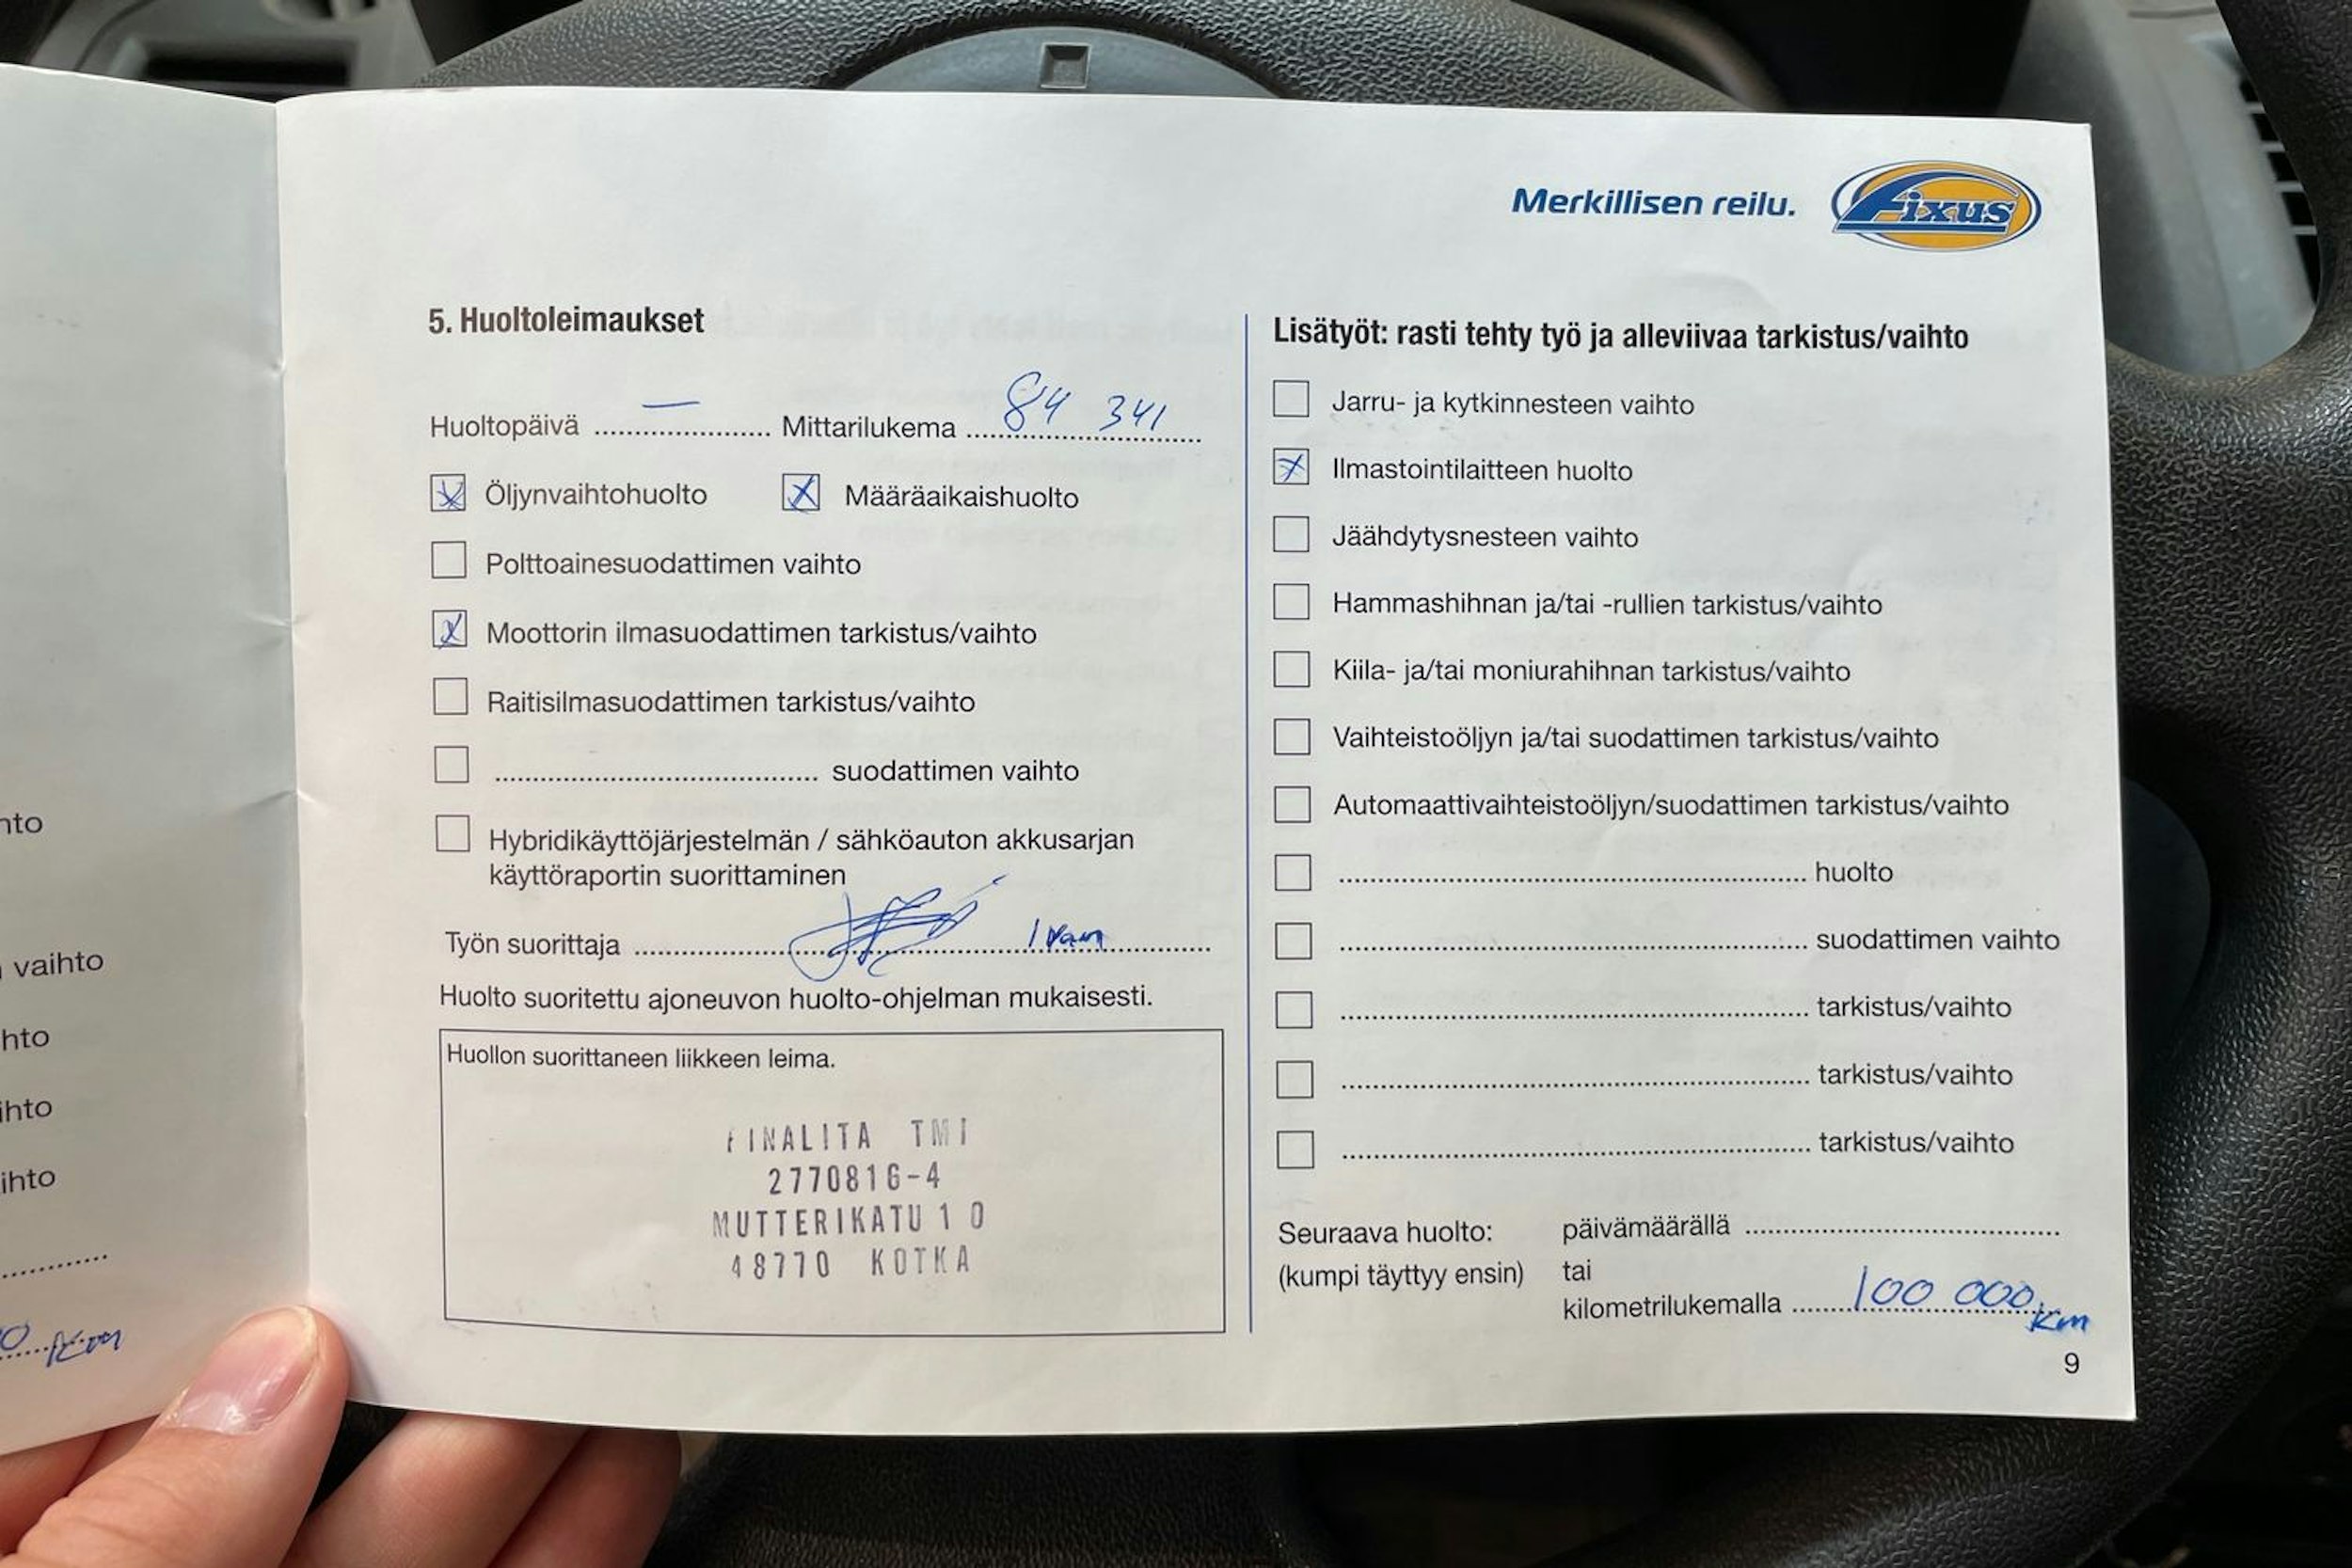 Merkillisen reilu. Fixus
5. Huoltoleimaukset
Huoltopäivä — Mittarilukema 84 341
Öljynvaihtohuolto Määräaikaishuolto
Polttoainesuodattimen vaihto
Moottorin ilmasuodattimen tarkistus/vaihto
Raitisilmasuodattimen tarkistus/vaihto
suodattimen vaihto
Hybridikäyttöjärjestelmän / sähköauton akkusarjan
käyttöraportin suorittaminen
Työn suorittaja Ivan
Huolto suoritettu ajoneuvon huolto-ohjelman mukaisesti.
Huollon suorittaneen liikkeen leima.
FINALITA TMI
2770816-4
MUTTERIKATU 10
48770 KOTKA
Lisätyöt: rasti tehty työ ja alleviivaa tarkistus/vaihto
Jarru- ja kytkinnesteen vaihto
Ilmastointilaitteen huolto
Jäähdytysnesteen vaihto
Hammashihnan ja/tai -rullien tarkistus/vaihto
Kiila- ja/tai moniurahihnan tarkistus/vaihto
Vaihteistoöljyn ja/tai suodattimen tarkistus/vaihto
Automaattivaihteistoöljyn/suodattimen tarkistus/vaihto
huolto
suodattimen vaihto
tarkistus/vaihto
tarkistus/vaihto
tarkistus/vaihto
Seuraava huolto: päivämäärällä
(kumpi täyttyy ensin) tai
kilometrilukemalla 100 000 km
9
vaihto
km